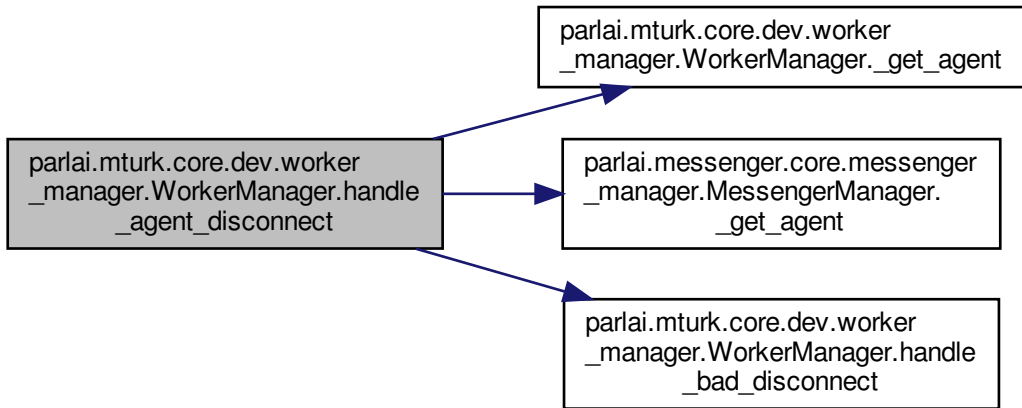 parlai.mturk.core.dev.worker
_manager.WorkerManager.handle
_agent_disconnect
parlai.mturk.core.dev.worker
_manager.WorkerManager._get_agent
parlai.messenger.core.messenger
_manager.MessengerManager.
_get_agent
parlai.mturk.core.dev.worker
_manager.WorkerManager.handle
_bad_disconnect